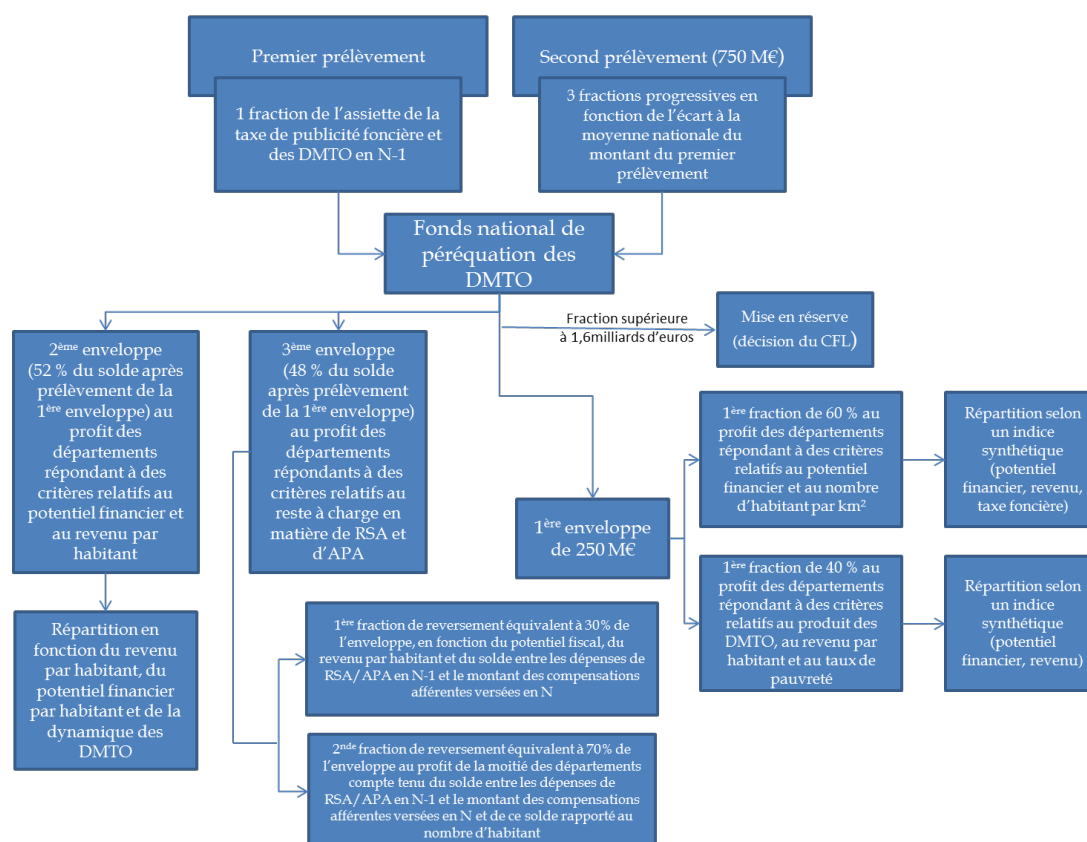 Premier prélèvement
Second prélèvement (750 M€)
1 fraction de l'assiette de la
taxe de publicité foncière et
des DMTO en N-1
3 fractions progressives en
fonction de l'écart à la
moyenne nationale du
montant du premier
prélèvement
Fonds national de
péréquation des
DMTO
Fraction supérieure
à 1,6milliards d'euros
Mise en réserve
(décision du CFL)
2ème enveloppe
(52 % du solde après
prélèvement de la
1ère enveloppe) au
profit des
départements
répondant à des
critères relatifs au
potentiel financier et
au revenu par
habitant
3ème enveloppe
(48 % du solde
après prélèvement
de la 1ère enveloppe)
au profit des
départements
répondants à des
critères relatifs au
reste à charge en
matière de RSA et
d'APA
1ère enveloppe
de 250 M€
1ère fraction de 60 % au
profit des départements
répondant à des critères
relatifs au potentiel
financier et au nombre
d'habitant par km²
Répartition selon
un indice
synthétique
(potentiel
financier, revenu,
taxe foncière)
1ère fraction de 40 % au
profit des départements
répondant à des critères
relatifs au produit des
DMTO, au revenu par
habitant et au taux de
pauvreté
Répartition selon
un indice
synthétique
(potentiel
financier, revenu)
Répartition en
fonction du revenu
par habitant, du
potentiel financier
par habitant et de la
dynamique des
DMTO
1ère fraction de reversement équivalent à 30% de
l'enveloppe, en fonction du potentiel fiscal, du
revenu par habitant et du solde entre les dépenses de
RSA/APA en N-1 et le montant des compensations
afférentes versées en N
2nde fraction de reversement équivalent à 70% de
l'enveloppe au profit de la moitié des départements
compte tenu du solde entre les dépenses de
RSA/APA en N-1 et le montant des compensations
afférentes versées en N et de ce solde rapporté au
nombre d'habitant